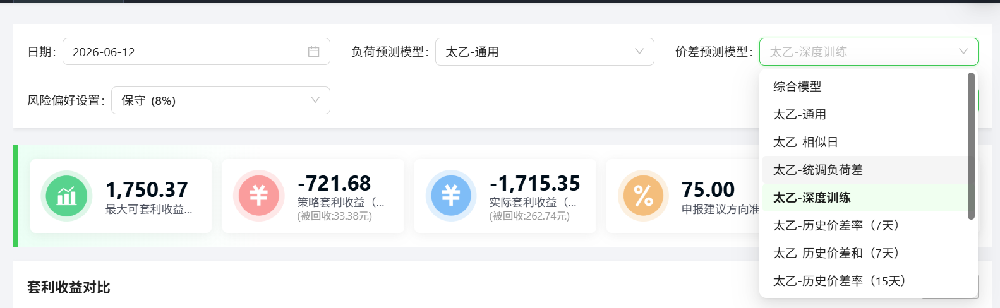 日期：
2026-06-12
负荷预测模型：
太乙-通用
价差预测模型：
太乙-深度训练
风险偏好设置：
保守 (8%)
综合模型
太乙-通用
太乙-相似日
太乙-统调负荷差
太乙-深度训练
太乙-历史价差率（7天）
太乙-历史价差和（7天）
太乙-历史价差率（15天）
1,750.37
最大可套利收益...
-721.68
策略套利收益（...
(被回收:33.38元)
-1,715.35
实际套利收益（...
(被回收:262.74元)
75.00
申报建议方向准
套利收益对比